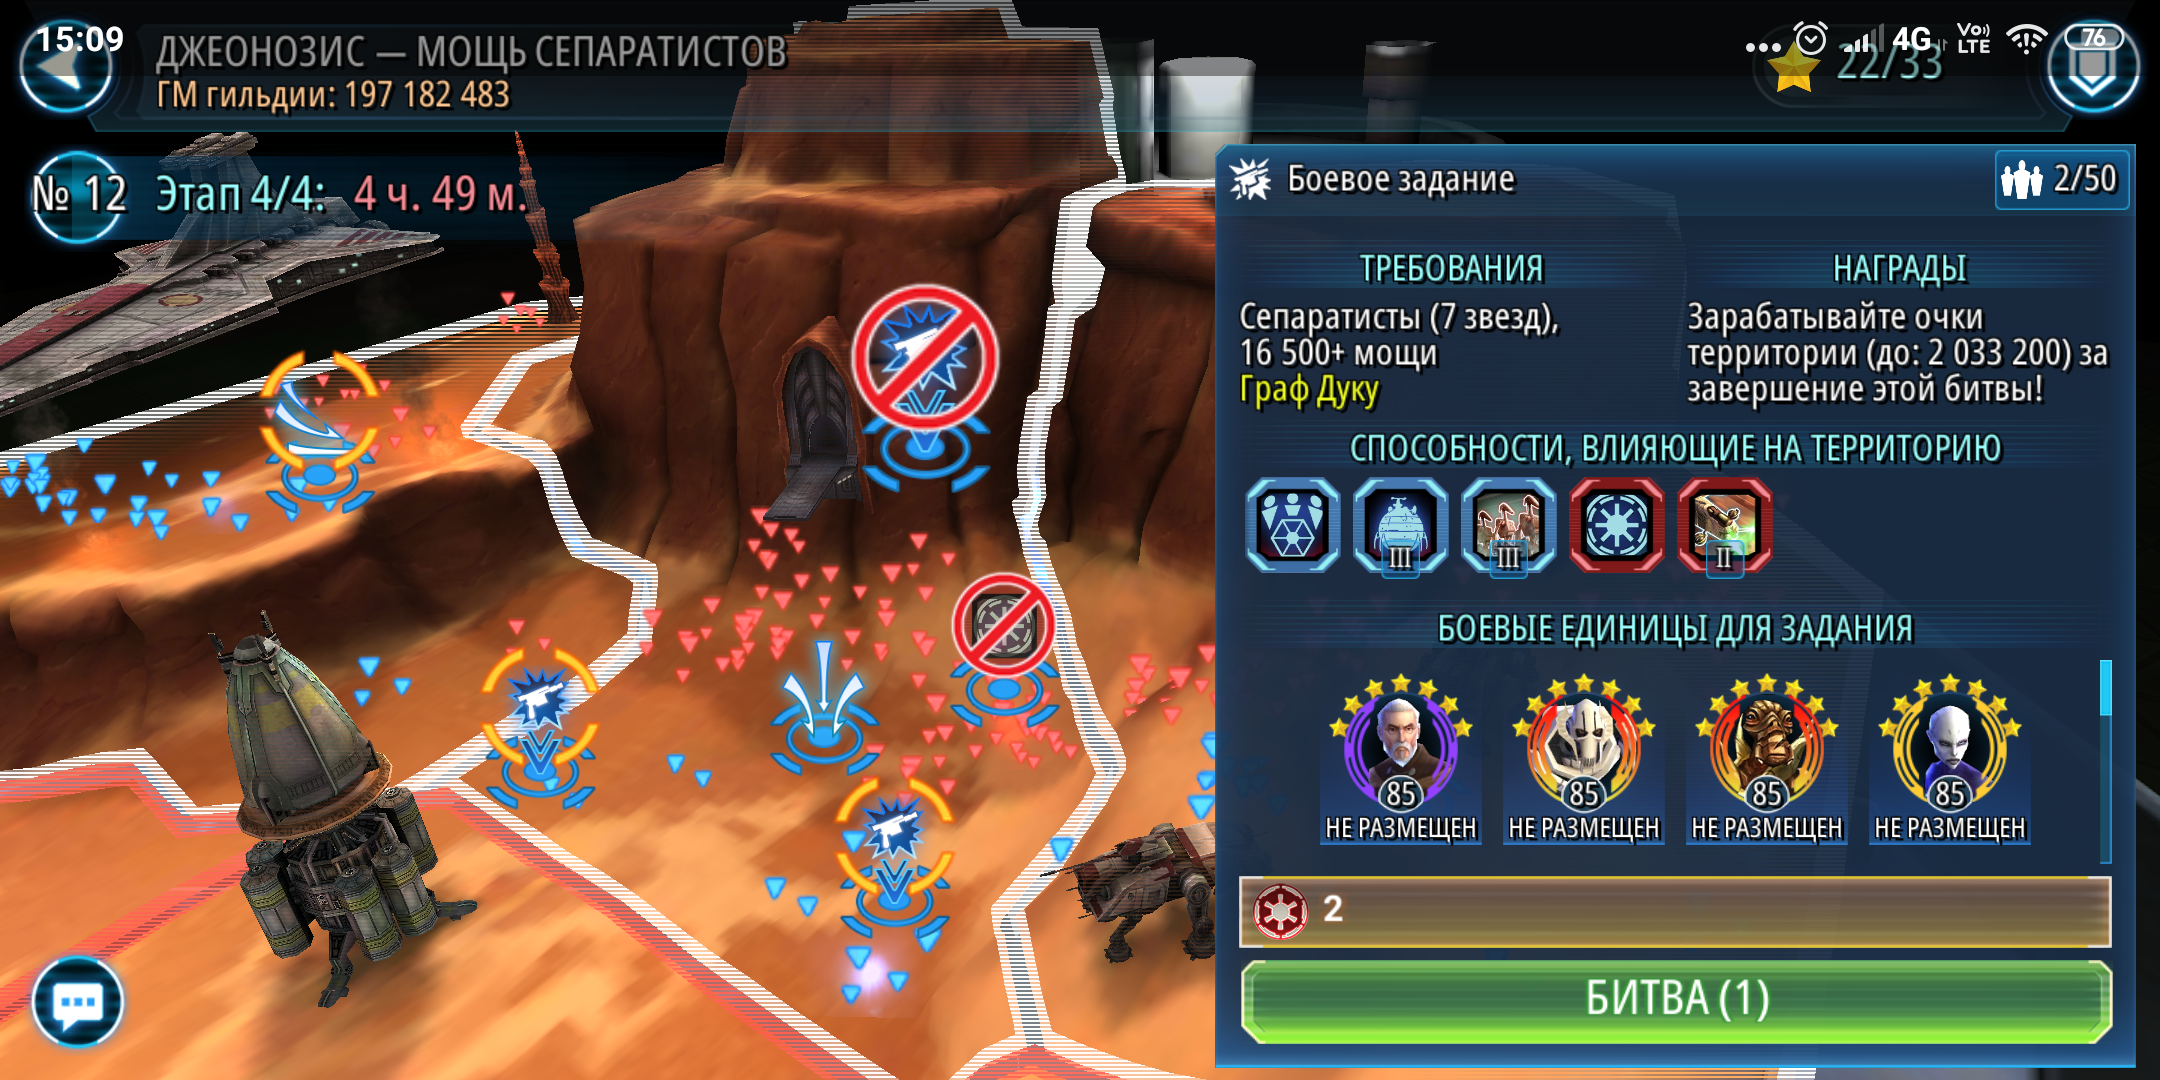 15:09
4G
Vo))
LTE
76
ДЖЕОНОЗИС — МОЩЬ СЕПАРАТИСТОВ
ГМ гильдии: 197 182 483
22/33
№ 12
Этап 4/4: 4 ч. 49 м.
Боевое задание
2/50
ТРЕБОВАНИЯ
Сепаратисты (7 звезд),
16 500+ мощи
Граф Дуку
НАГРАДЫ
Зарабатывайте очки
территории (до: 2 033 200) за
завершение этой битвы!
СПОСОБНОСТИ, ВЛИЯЮЩИЕ НА ТЕРРИТОРИЮ
III
III
II
БОЕВЫЕ ЕДИНИЦЫ ДЛЯ ЗАДАНИЯ
85
85
85
85
НЕ РАЗМЕЩЕН
НЕ РАЗМЕЩЕН
НЕ РАЗМЕЩЕН
НЕ РАЗМЕЩЕН
2
БИТВА (1)